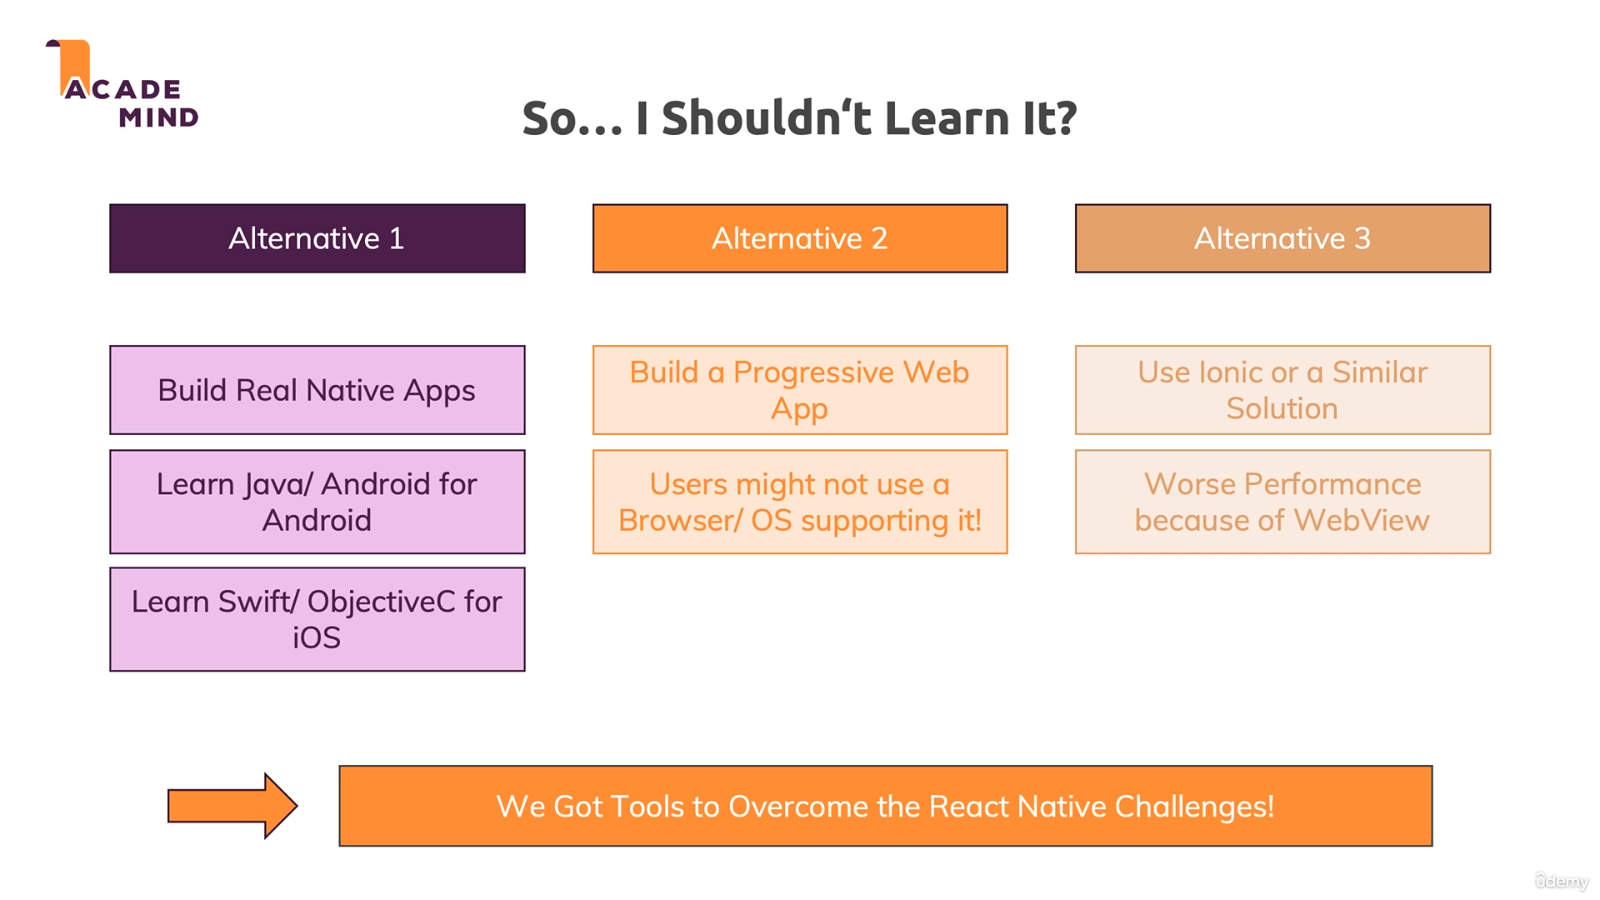 ACADE
MIND
So... I Shouldn‘t Learn It?
Alternative 1
Alternative 2
Alternative 3
Build Real Native Apps
Build a Progressive Web
App
Use Ionic or a Similar
Solution
Learn Java/ Android for
Android
Users might not use a
Browser/ OS supporting it!
Worse Performance
because of WebView
Learn Swift/ ObjectiveC for
iOS
We Got Tools to Overcome the React Native Challenges!
ûdemy